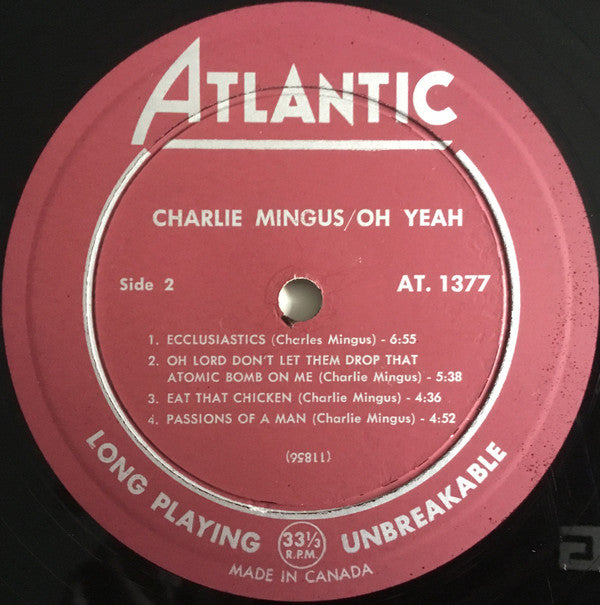 ATLANTIC
CHARLIE MINGUS/OH YEAH
Side 2
AT. 1377
1. ECCLUSIASTICS (Charles Mingus) - 6:55
2. OH LORD DON'T LET THEM DROP THAT
ATOMIC BOMB ON ME (Charlie Mingus) - 5:38
3. EAT THAT CHICKEN (Charlie Mingus) - 4:36
4. PASSIONS OF A MAN (Charlie Mingus) - 4:52
(11856)
LONG PLAYING 33⅓ R.P.M. UNBREAKABLE
MADE IN CANADA